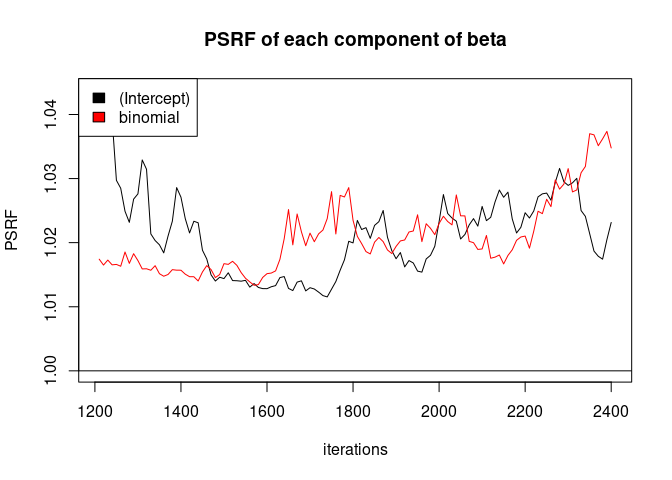 PSRF of each component of beta
(Intercept)
binomial
PSRF
1.04
1.03
1.02
1.01
1.00
1200 1400 1600 1800 2000 2200 2400
iterations